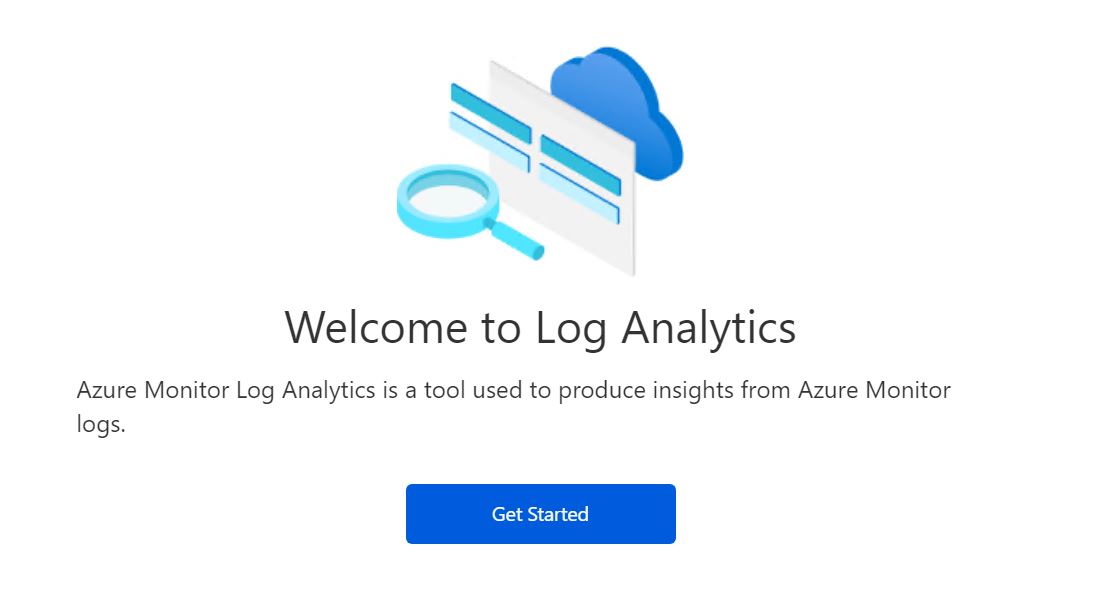 Welcome to Log Analytics
Azure Monitor Log Analytics is a tool used to produce insights from Azure Monitor
logs.
Get Started